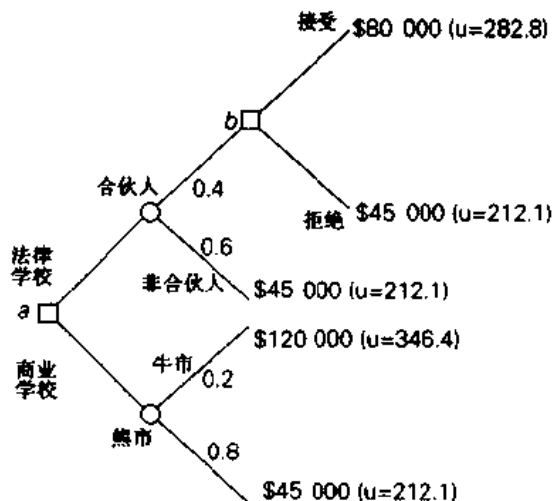 接受
$80 000 (u=282.8)
b
合伙人
0.4
拒绝
$45 000 (u=212.1)
0.6
法律
学校
非合伙人
$45 000 (u=212.1)
a
$120 000 (u=346.4)
牛市
商业
学校
0.2
熊市
0.8
$45 000 (u=212.1)